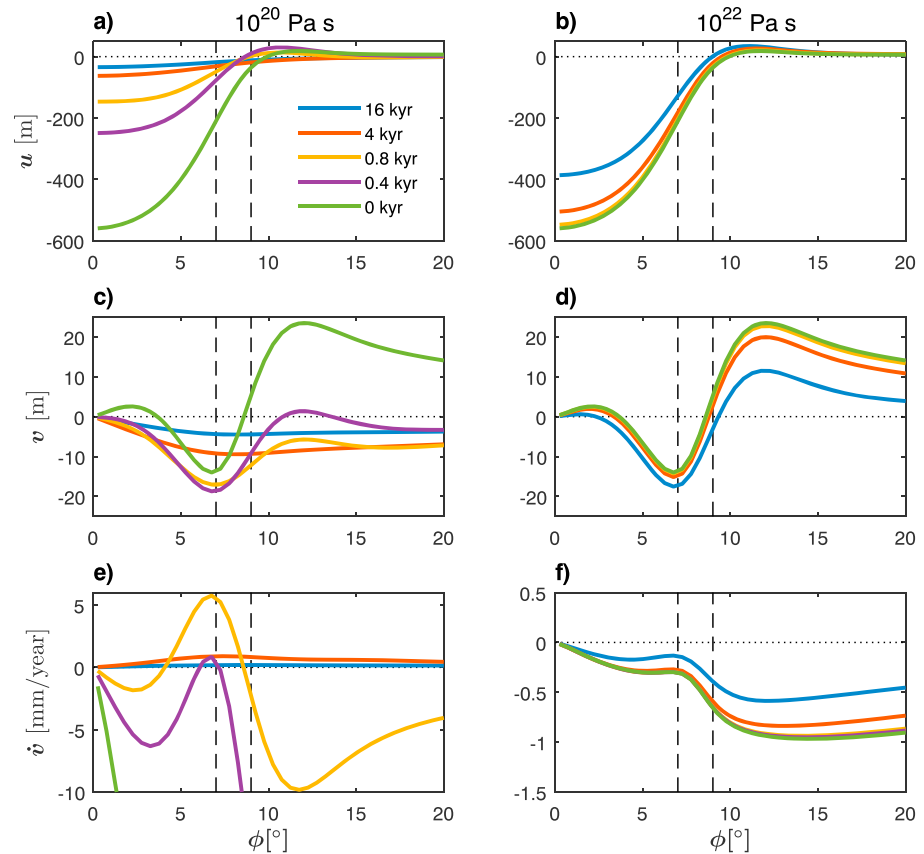 a) 10²⁰ Pa s
b) 10²² Pa s
u [m]
0
-200
-400
-600
0 5 10 15 20
16 kyr
4 kyr
0.8 kyr
0.4 kyr
0 kyr
0
-200
-400
-600
0 5 10 15 20
c)
v [m]
20
10
0
-10
-20
0 5 10 15 20
d)
20
10
0
-10
-20
0 5 10 15 20
e)
v̇ [mm/year]
5
0
-5
-10
0 5 10 15 20
ϕ[°]
f)
0.5
0
-0.5
-1
-1.5
0 5 10 15 20
ϕ[°]